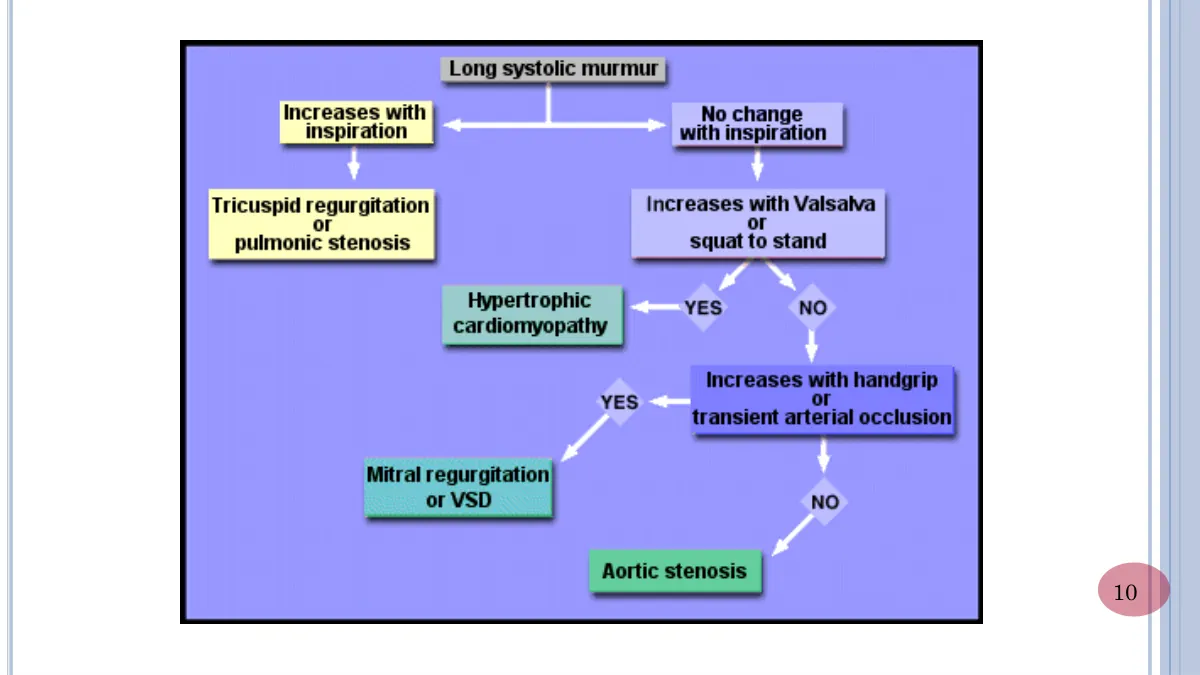 Long systolic murmur
Increases with
inspiration
No change
with inspiration
Tricuspid regurgitation
or
pulmonic stenosis
Increases with Valsalva
or
squat to stand
Hypertrophic
cardiomyopathy
YES
NO
Increases with handgrip
or
transient arterial occlusion
YES
Mitral regurgitation
or VSD
NO
Aortic stenosis
10